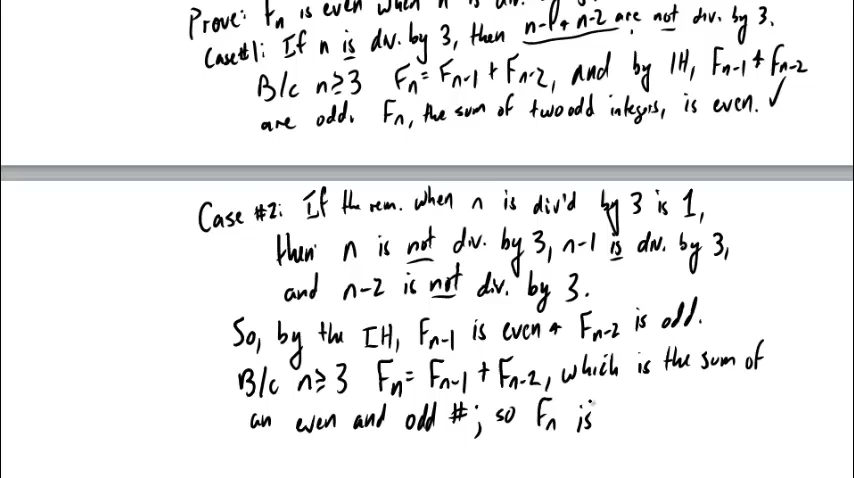 Prove: Fn is even when n is div. by 3.
Case #1: If n is div. by 3, then n-1 + n-2 are not div. by 3.
B/c n≥3 Fn = Fn-1 + Fn-2, and by IH, Fn-1 + Fn-2
are odd. Fn, the sum of two odd integers, is even. ✓
Case #2: If the rem. when n is div'd by 3 is 1,
then n is not div. by 3, n-1 is div. by 3,
and n-2 is not div. by 3.
So, by the IH, Fn-1 is even + Fn-2 is odd.
B/c n≥3 Fn = Fn-1 + Fn-2, which is the sum of
an even and odd #; so Fn is